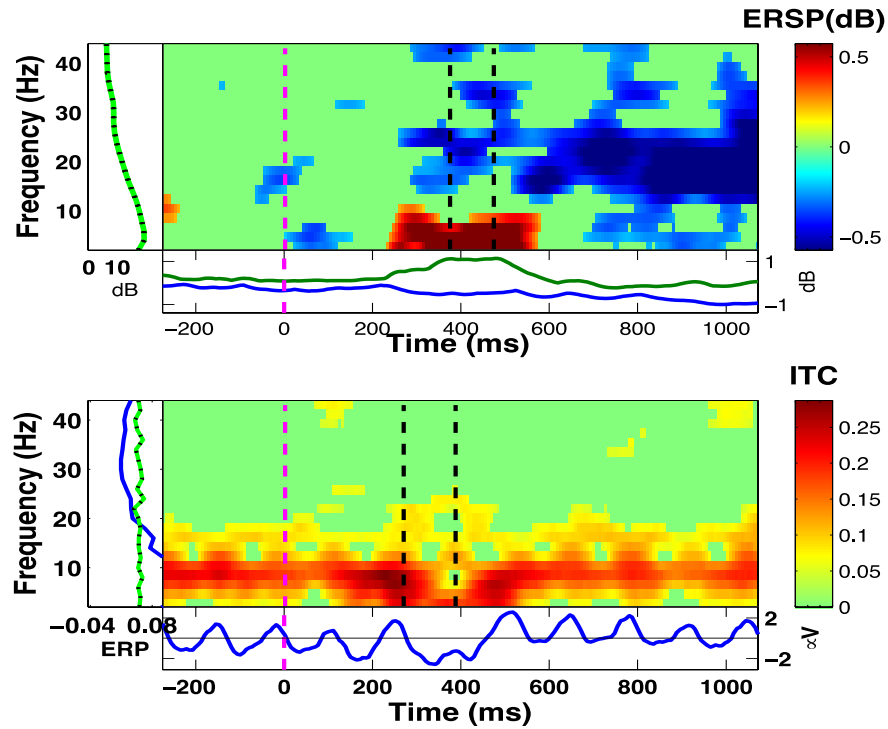 ERSP(dB)
Frequency (Hz)
40
30
20
10
0.5
0
−0.5
0 10
dB
1
−1
dB
−200 0 200 400 600 800 1000
Time (ms)
ITC
Frequency (Hz)
40
30
20
10
0.25
0.2
0.15
0.1
0.05
0
−0.04 0.08
ERP
2
−2
∝V
−200 0 200 400 600 800 1000
Time (ms)